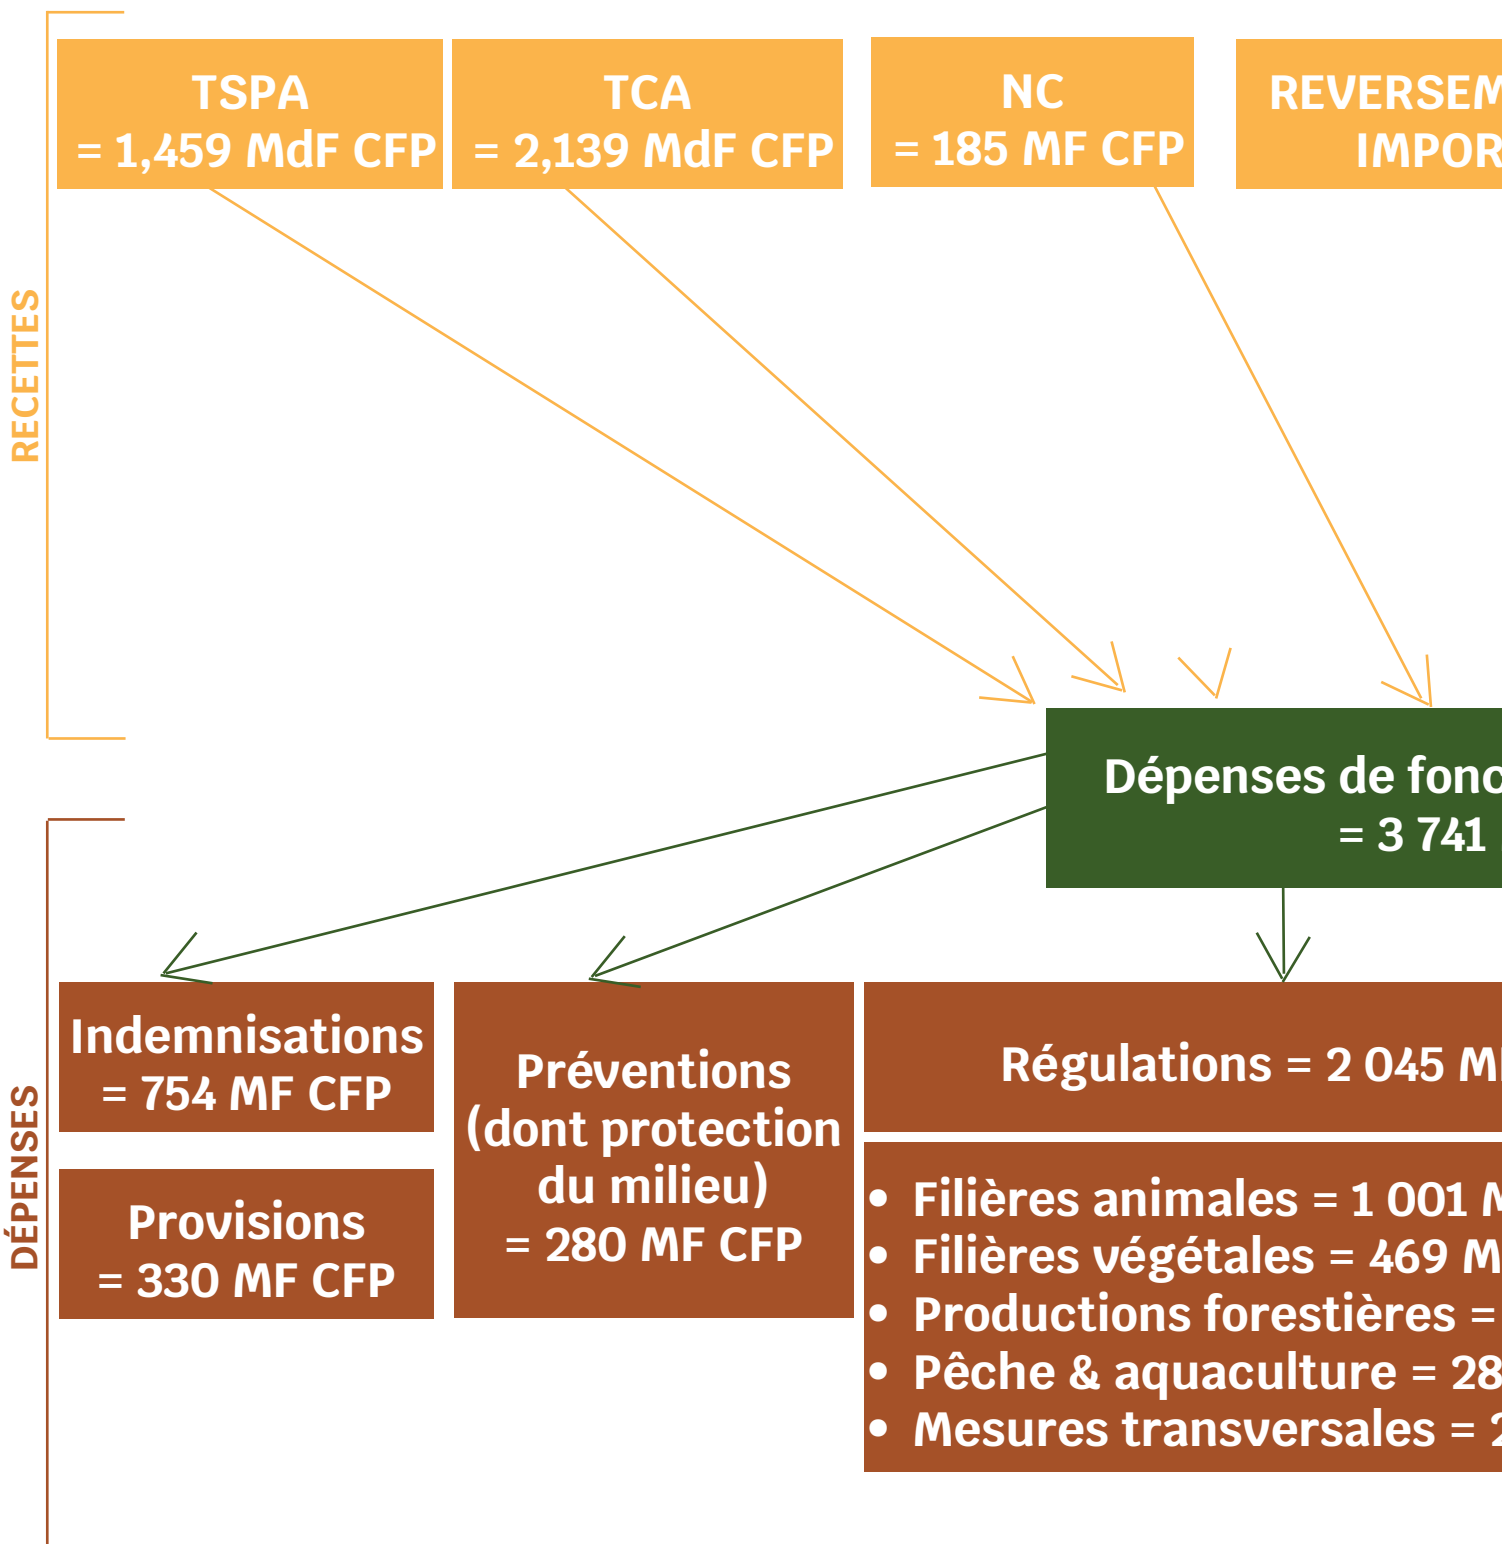 RECETTES
TSPA
= 1,459 MdF CFP
TCA
= 2,139 MdF CFP
NC
= 185 MF CFP
REVERSEM
IMPOR
Dépenses de fonc
= 3 741
DÉPENSES
Indemnisations
= 754 MF CFP
Provisions
= 330 MF CFP
Préventions
(dont protection
du milieu)
= 280 MF CFP
Régulations = 2 045 M
• Filières animales = 1 001 M
• Filières végétales = 469 M
• Productions forestières =
• Pêche & aquaculture = 28
• Mesures transversales = 2